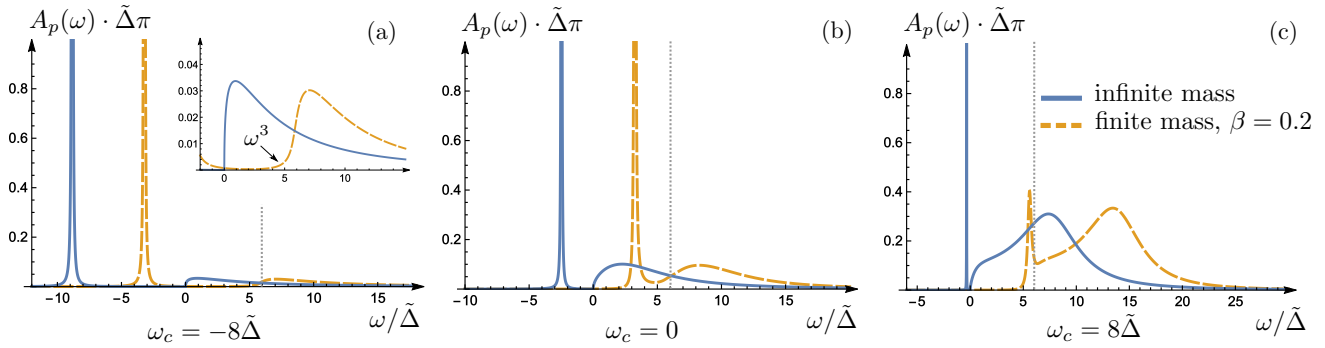 A_p(ω) · Δ̃π
(a)
0.8
0.6
0.4
0.2
0.04
0.03
0.02
0.01
ω³
0 5 10
-10 -5 0 5 10 15
ω_c = −8Δ̃
ω/Δ̃
A_p(ω) · Δ̃π
(b)
0.8
0.6
0.4
0.2
-10 -5 0 5 10 15
ω_c = 0
ω/Δ̃
A_p(ω) · Δ̃π
(c)
infinite mass
finite mass, β = 0.2
0.8
0.6
0.4
0.2
-5 0 5 10 15 20 25
ω_c = 8Δ̃
ω/Δ̃